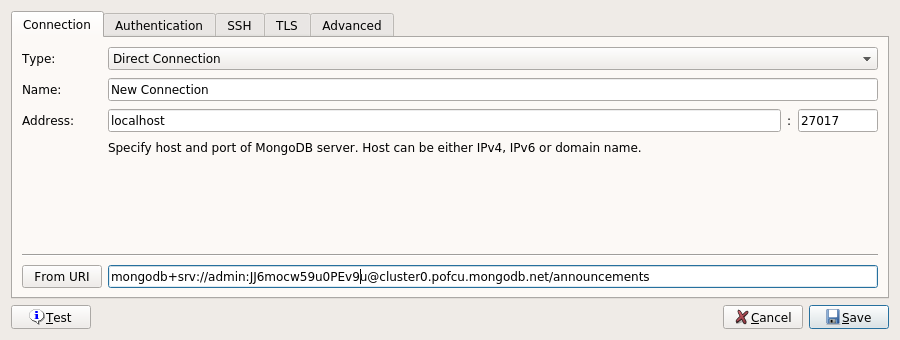 Connection Authentication SSH TLS Advanced
Type: Direct Connection
Name: New Connection
Address: localhost : 27017
Specify host and port of MongoDB server. Host can be either IPv4, IPv6 or domain name.
From URI mongodb+srv://admin:JJ6mocw59u0PEv9u@cluster0.pofcu.mongodb.net/announcements
Test Cancel Save